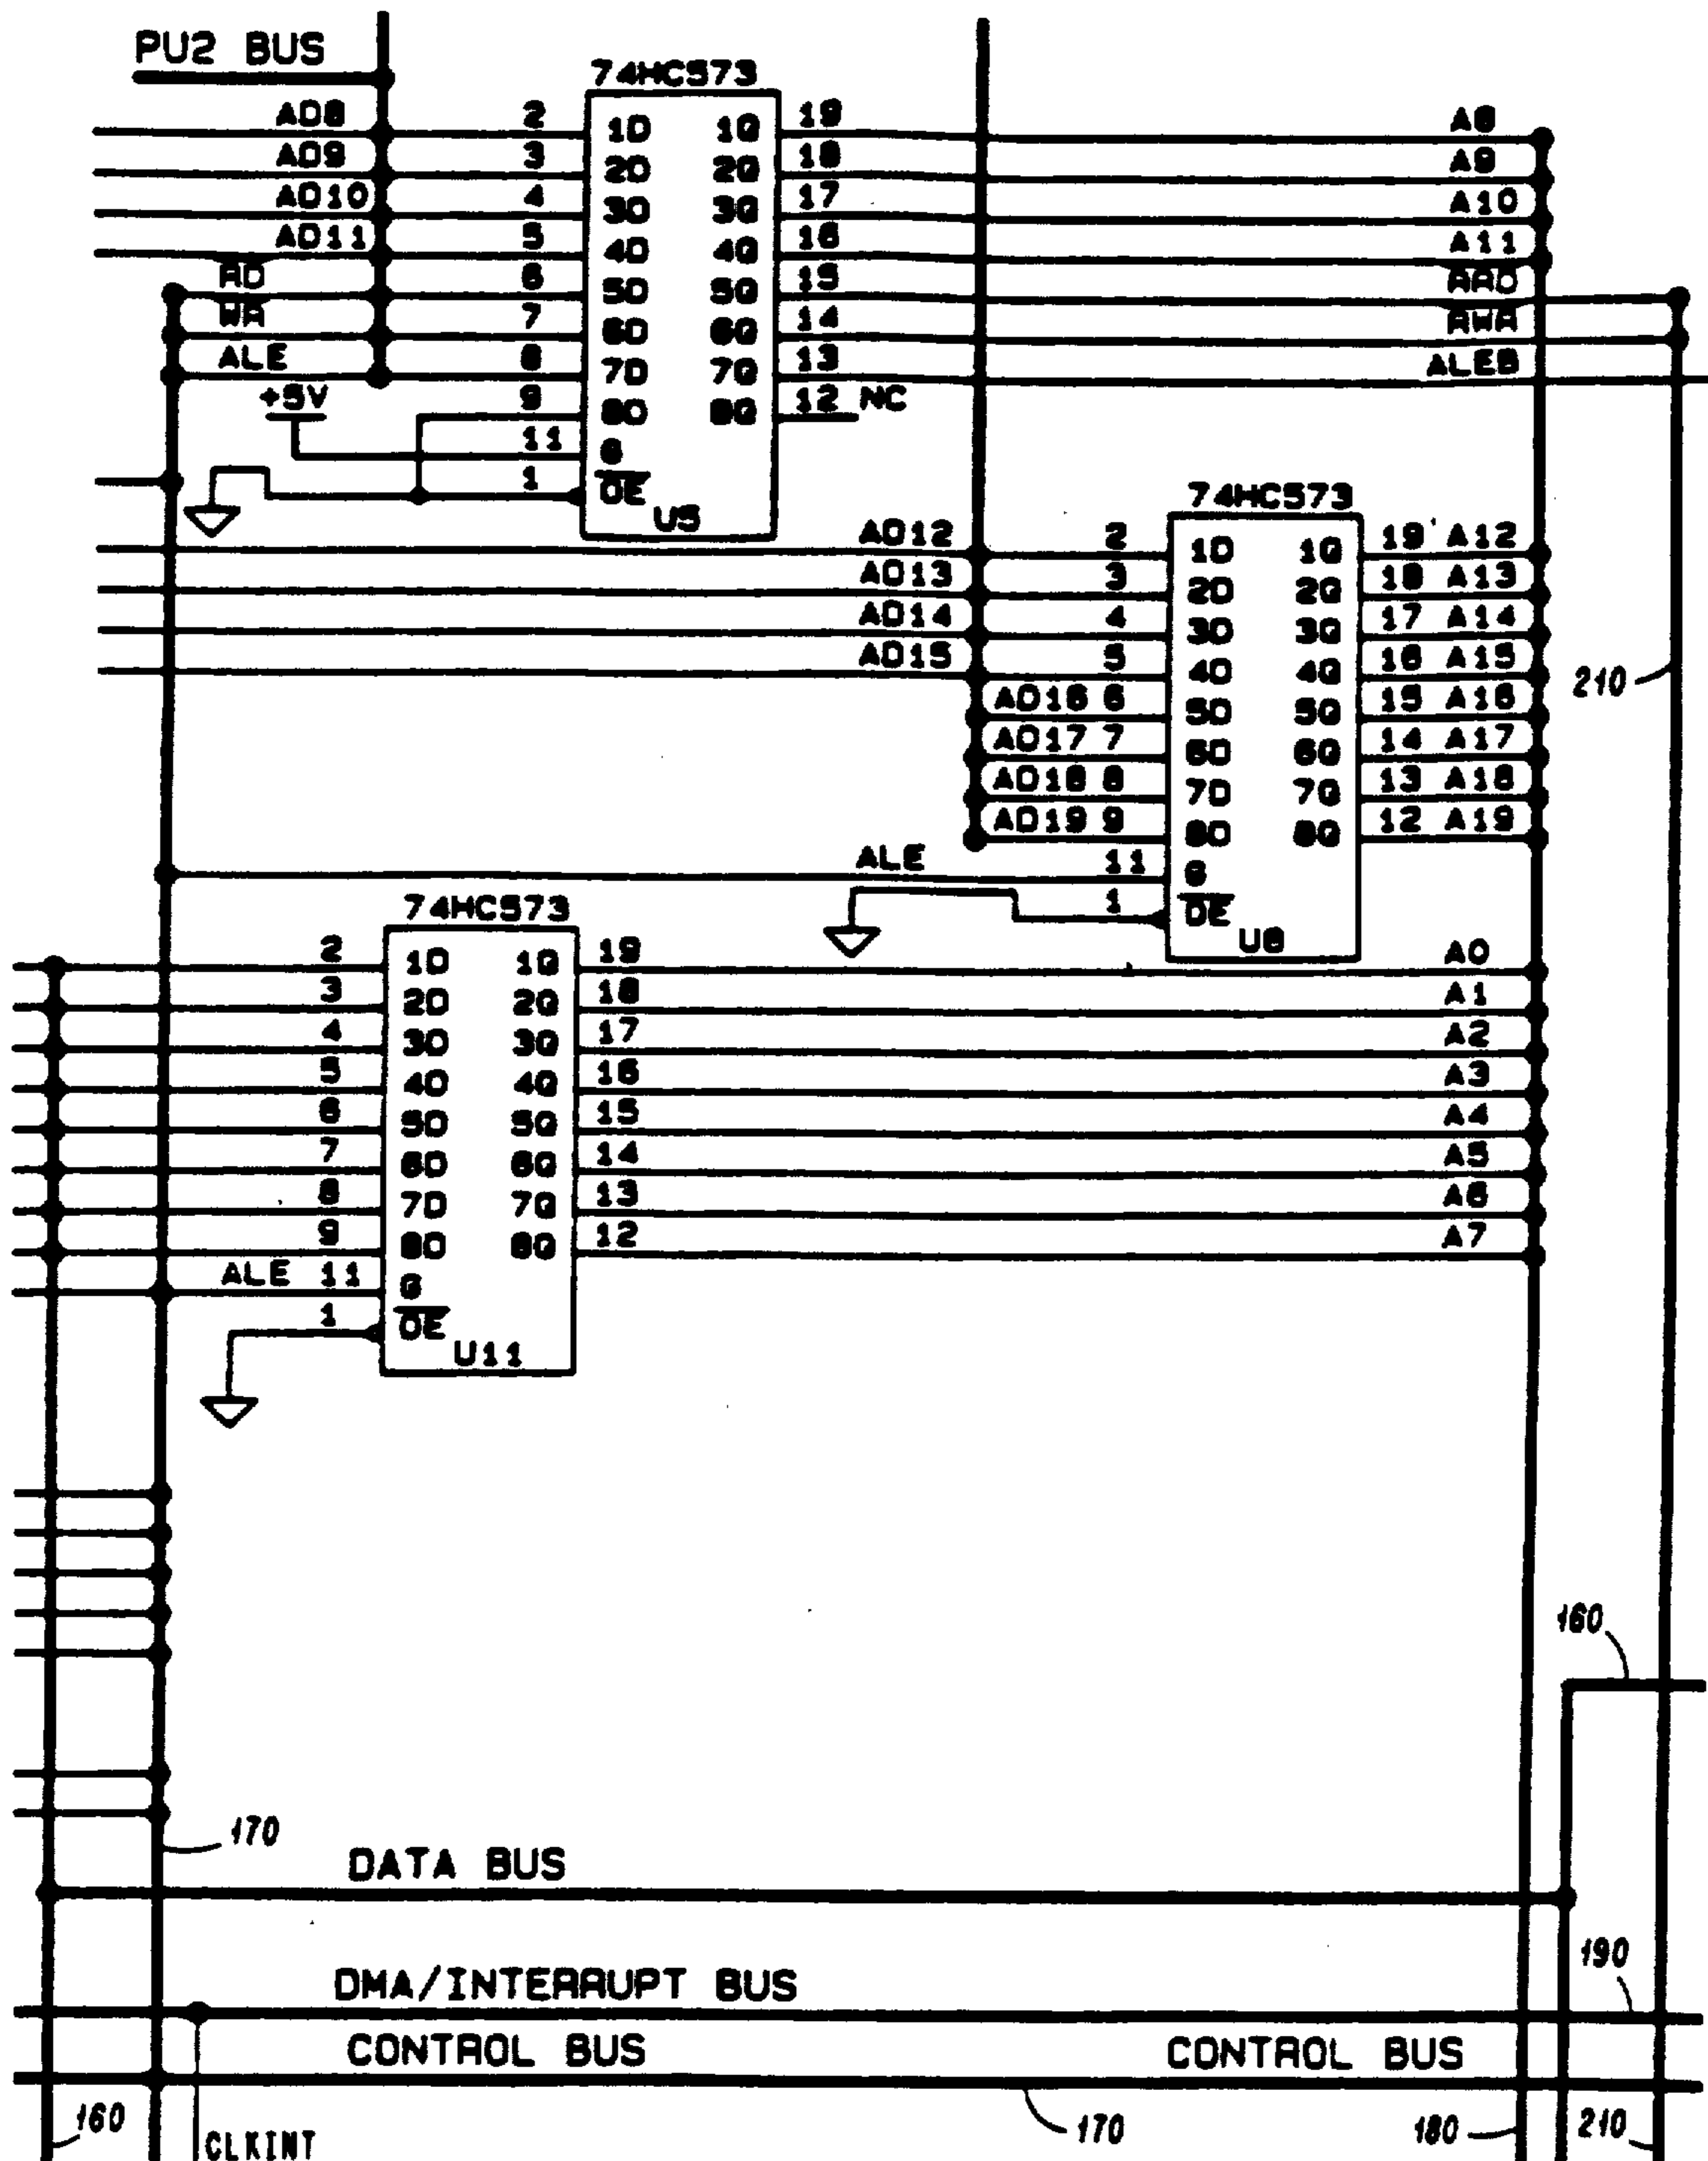 PU2 BUS
74HC573
AD8 2 1D 1Q 19 A8
AD9 3 2D 2Q 18 A9
AD10 4 3D 3Q 17 A10
AD11 5 4D 4Q 16 A11
RD 6 5D 5Q 15 RRD
WR 7 6D 6Q 14 RWR
ALE 8 7D 7Q 13 ALEB
+5V 9 8D 8Q 12 NC
11 G
1 OE
U5
74HC573
AD12 2 1D 1Q 19 A12
AD13 3 2D 2Q 18 A13
AD14 4 3D 3Q 17 A14
AD15 5 4D 4Q 16 A15
210
AD16 6 5D 5Q 15 A16
AD17 7 6D 6Q 14 A17
AD18 8 7D 7Q 13 A18
AD19 9 8D 8Q 12 A19
ALE 11 G
1 OE
74HC573
2 1D 1Q 19 A0
3 2D 2Q 18 A1
4 3D 3Q 17 A2
5 4D 4Q 16 A3
6 5D 5Q 15 A4
7 6D 6Q 14 A5
8 7D 7Q 13 A6
9 8D 8Q 12 A7
ALE 11 G
1 OE
U11
160
170
DATA BUS
190
DMA/INTERRUPT BUS
CONTROL BUS CONTROL BUS
160 CLKINT 170 180 210